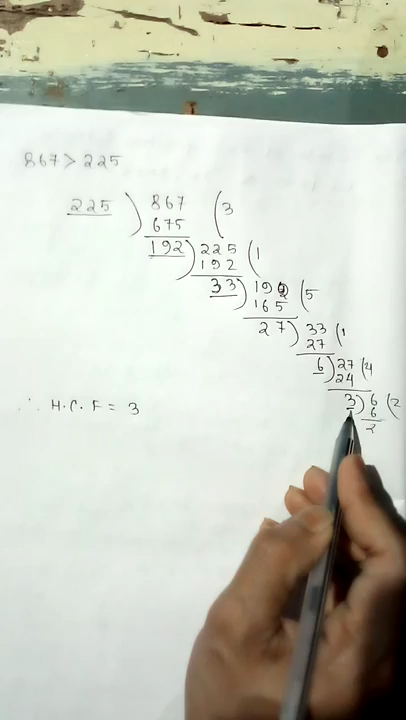 867 > 225
225 ) 867 ( 3
675
192 ) 225 ( 1
192
33 ) 192 ( 5
165
27 ) 33 ( 1
27
6 ) 27 ( 4
24
3 ) 6 ( 2
6
2
∴ H.C.F = 3